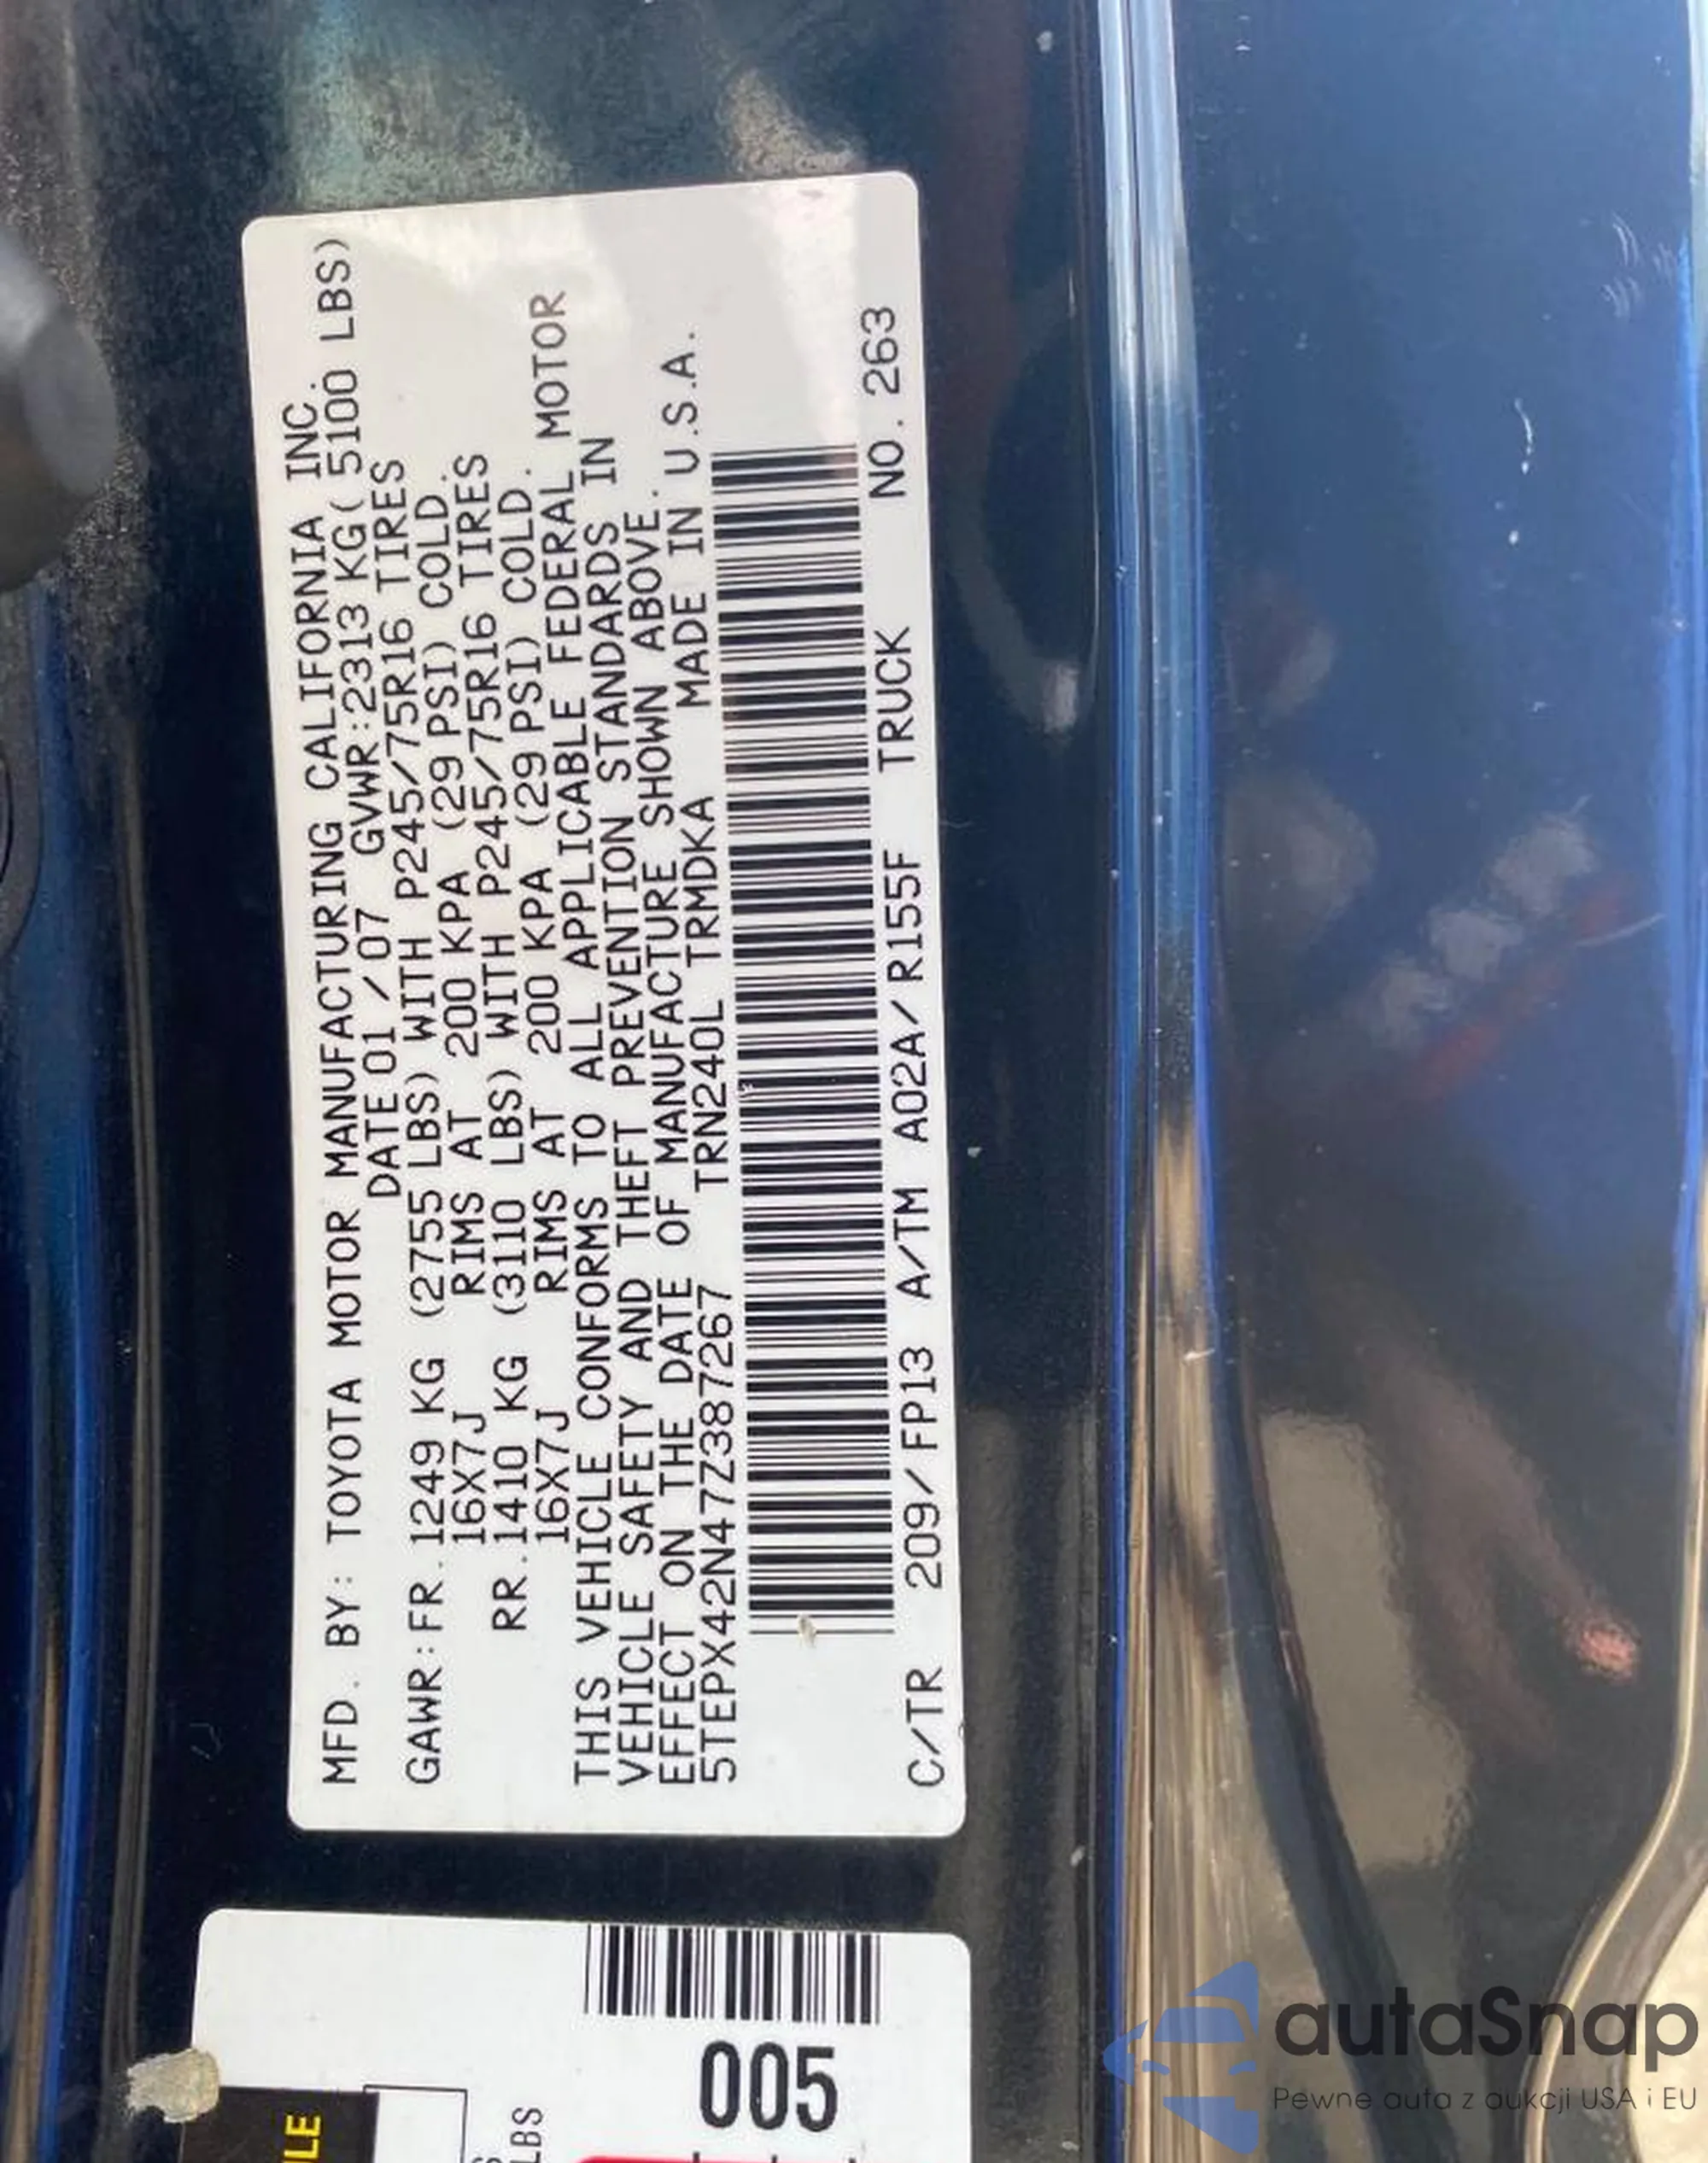 MFD. BY: TOYOTA MOTOR MANUFACTURING CALIFORNIA INC.
DATE 01/07 GVWR:2313 KG( 5100 LBS)
GAWR:FR.1249 KG (2755 LBS) WITH P245/75R16 TIRES
16X7J RIMS AT 200 KPA (29 PSI) COLD.
RR.1410 KG (3110 LBS) WITH P245/75R16 TIRES
16X7J RIMS AT 200 KPA (29 PSI) COLD.
THIS VEHICLE CONFORMS TO ALL APPLICABLE FEDERAL MOTOR
VEHICLE SAFETY AND THEFT PREVENTION STANDARDS IN
EFFECT ON THE DATE OF MANUFACTURE SHOWN ABOVE.
5TEPX42N47Z387267 TRN240L TRMDKA MADE IN U.S.A.
C/TR 209/FP13 A/TM A02A/R155F TRUCK NO. 263
005
LBS
autaSnap
Pewne auta z aukcji USA i EU